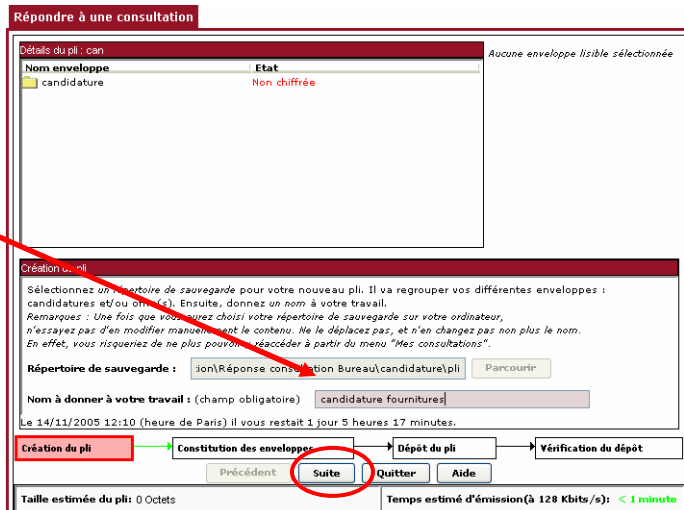 Répondre à une consultation
Détails du pli : can
Aucune enveloppe lisible sélectionnée
Nom enveloppe Etat
candidature Non chiffrée
Création du pli
Sélectionnez un répertoire de sauvegarde pour votre nouveau pli. Il va regrouper vos différentes enveloppes :
candidatures et/ou offre(s). Ensuite, donnez un nom à votre travail.
Remarques : Une fois que vous aurez choisi votre répertoire de sauvegarde sur votre ordinateur,
n'essayez pas d'en modifier manuellement le contenu. Ne le déplacez pas, et n'en changez pas non plus le nom.
En effet, vous risqueriez de ne plus pouvoir y réaccéder à partir du menu "Mes consultations".
Répertoire de sauvegarde : :ion\Réponse consultation Bureau\candidature\pli Parcourir
Nom à donner à votre travail : (champ obligatoire) candidature fournitures
Le 14/11/2005 12:10 (heure de Paris) il vous restait 1 jour 5 heures 17 minutes.
Création du pli Constitution des enveloppes Dépôt du pli Vérification du dépôt
Précédent Suite Quitter Aide
Taille estimée du pli: 0 Octets Temps estimé d'émission(à 128 Kbits/s): < 1 minute